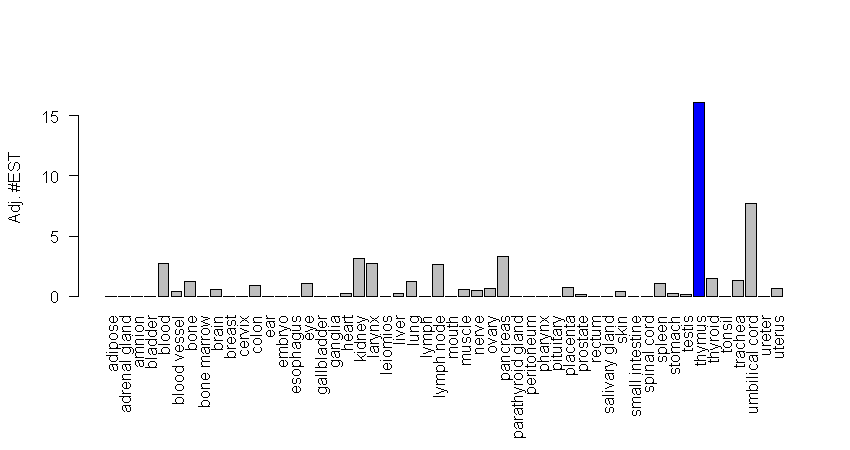 Adj. #EST
15
10
5
0
adipose
adrenal gland
amnion
bladder
blood
blood vessel
bone
bone marrow
brain
breast
cervix
colon
ear
embryo
esophagus
eye
gallbladder
ganglia
heart
kidney
larynx
leiomios
liver
lung
lymph
lymph node
mouth
muscle
nerve
ovary
pancreas
parathyroid gland
peritoneum
pharynx
pituitary
placenta
prostate
rectum
salivary gland
skin
small intestine
spinal cord
spleen
stomach
testis
thymus
thyroid
tonsil
trachea
umbilical cord
ureter
uterus